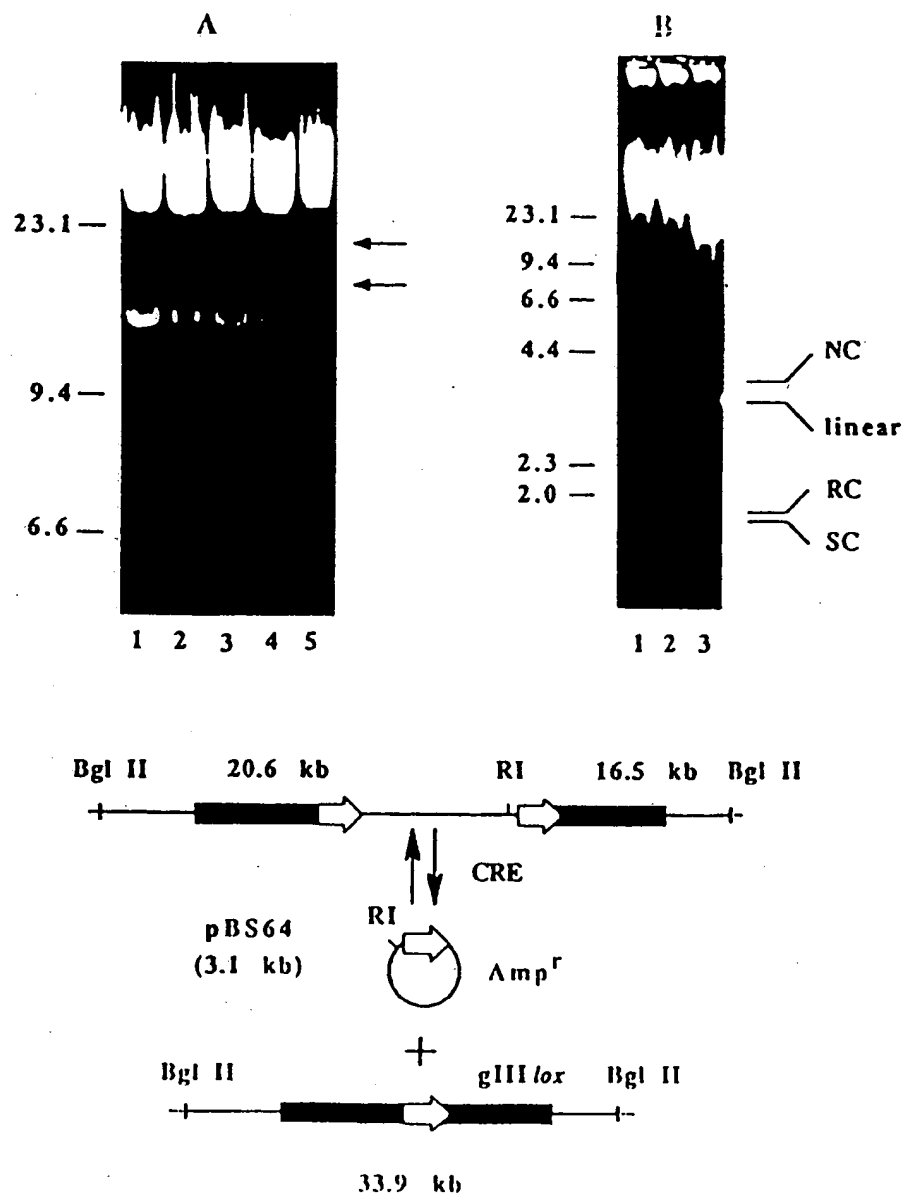 A
23.1
9.4
6.6
1 2 3 4 5
B
23.1
9.4
6.6
4.4
2.3
2.0
NC
linear
RC
SC
1 2 3
Bgl II 20.6 kb RI 16.5 kb Bgl II
CRE
RI
pBS64
(3.1 kb)
Amp^r
+
Bgl II gIIIlox Bgl II
33.9 kb